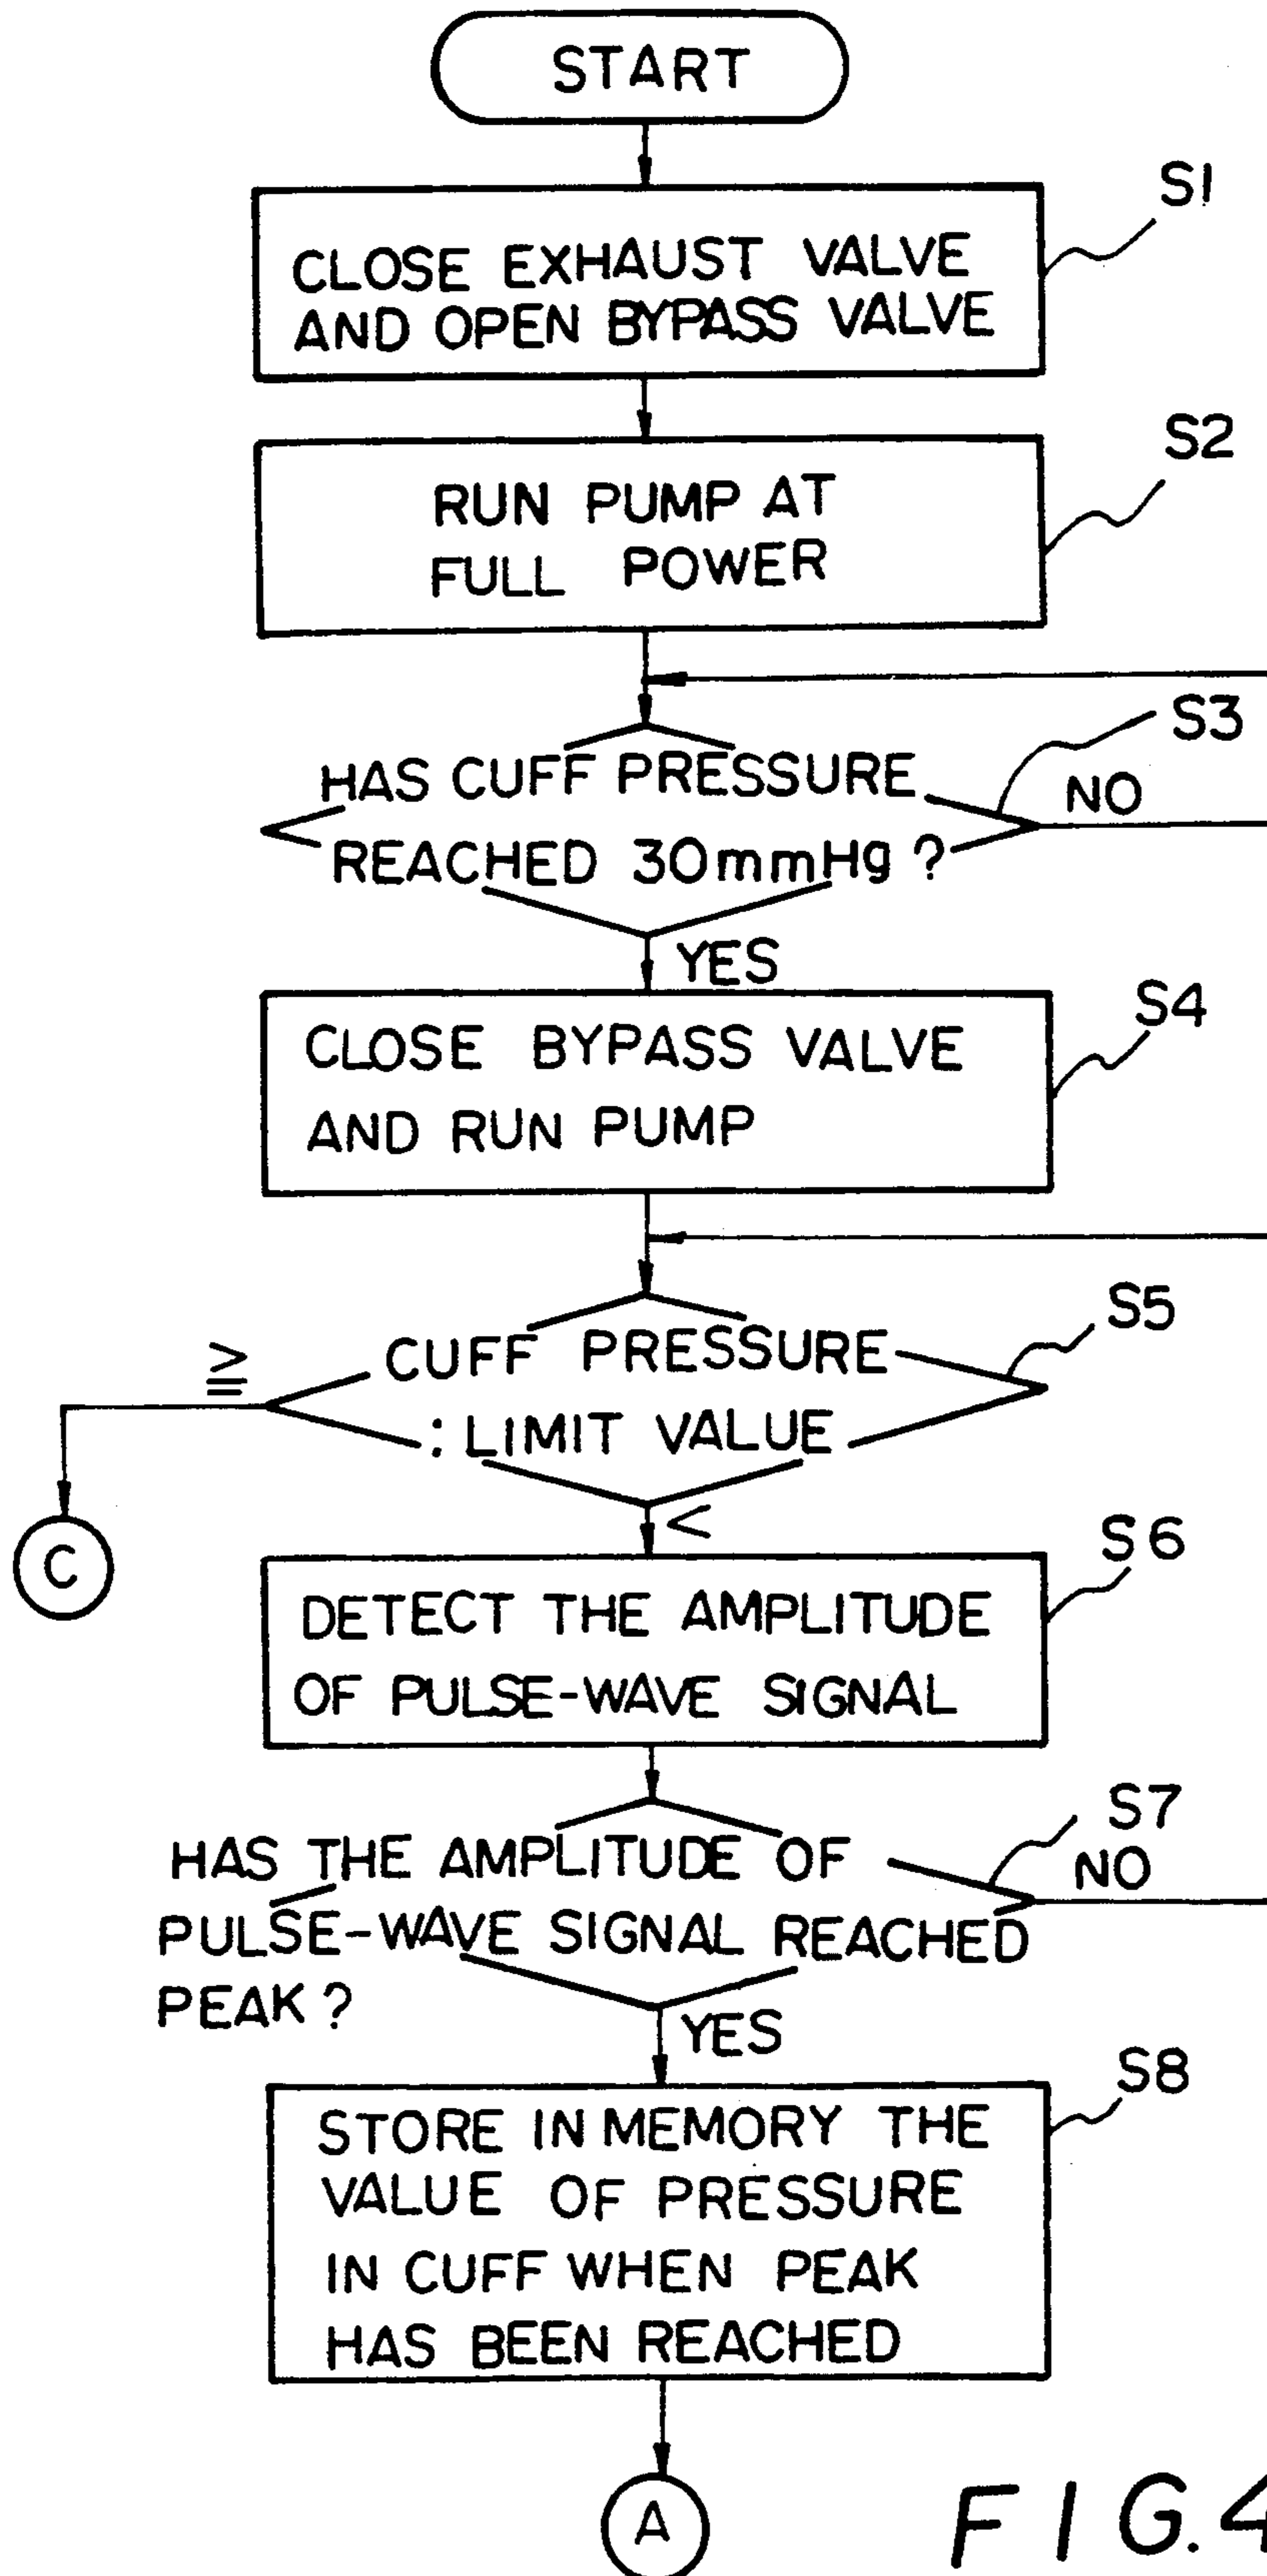 START
S1
CLOSE EXHAUST VALVE
AND OPEN BYPASS VALVE
S2
RUN PUMP AT
FULL POWER
S3
HAS CUFF PRESSURE
NO
REACHED 30mmHg?
YES
S4
CLOSE BYPASS VALVE
AND RUN PUMP
S5
≧
CUFF PRESSURE
: LIMIT VALUE
<
C
S6
DETECT THE AMPLITUDE
OF PULSE-WAVE SIGNAL
S7
HAS THE AMPLITUDE OF
NO
PULSE-WAVE SIGNAL REACHED
PEAK?
YES
S8
STORE IN MEMORY THE
VALUE OF PRESSURE
IN CUFF WHEN PEAK
HAS BEEN REACHED
A
FIG.4